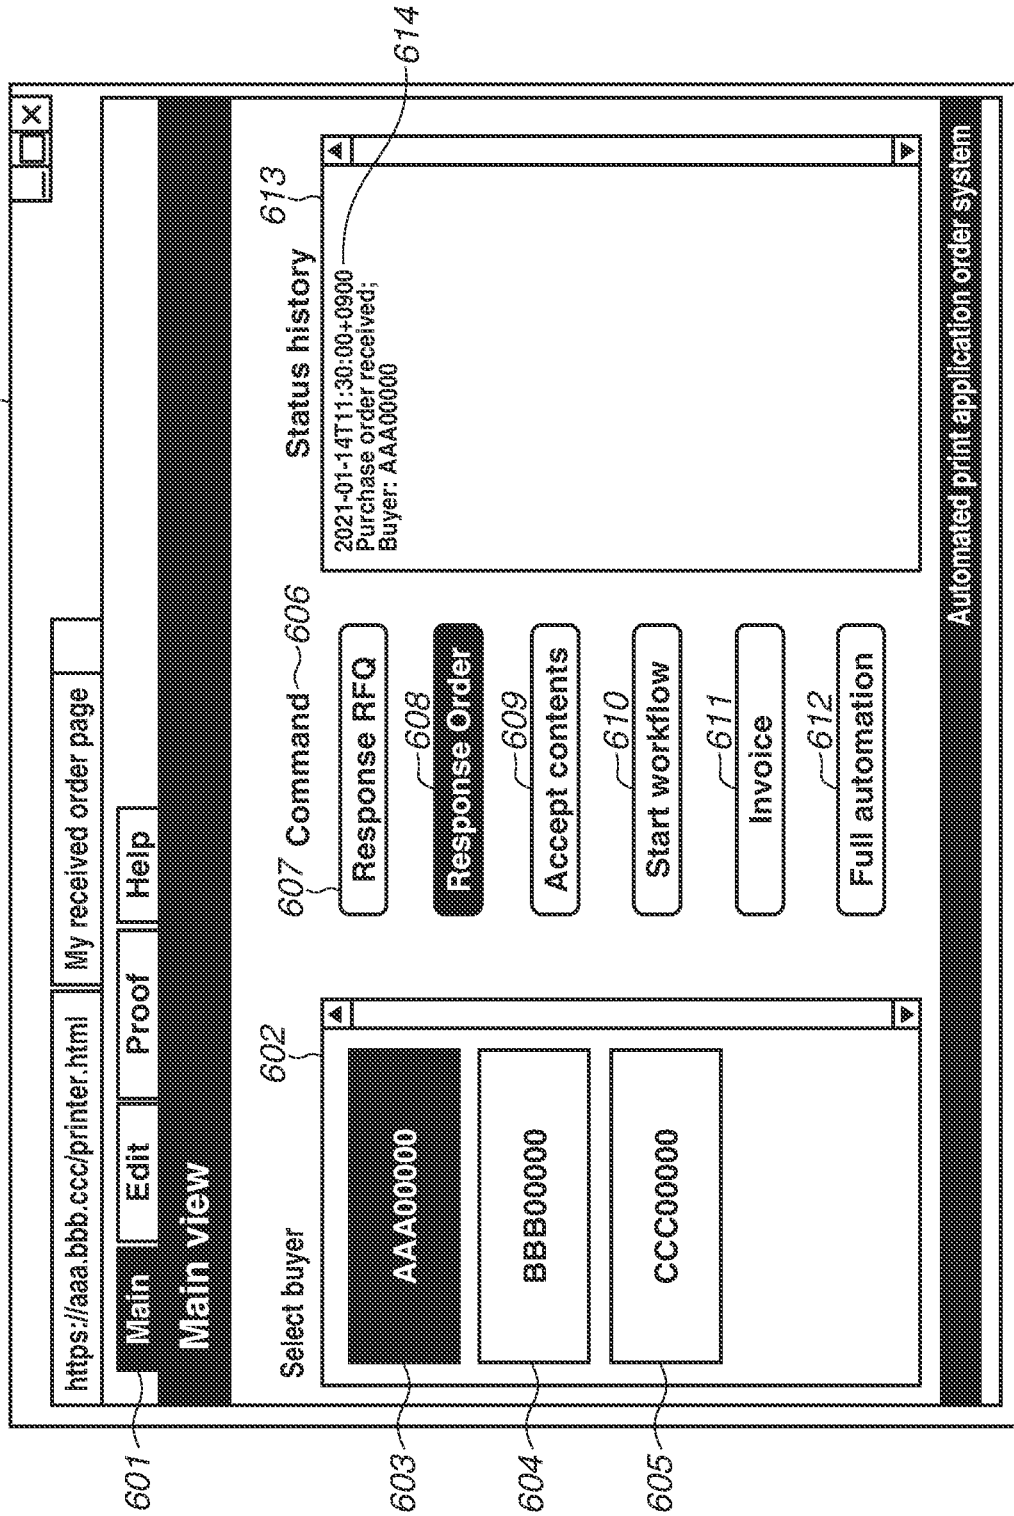 https://aaa.bbb.ccc/printer.html
My received order page
Main
Edit
Proof
Help
601
Main view
Select buyer
602
603
AAA00000
604
BBB00000
605
CCC00000
607
Command
606
Response RFQ
608
Response Order
609
Accept contents
610
Start workflow
611
Invoice
612
Full automation
Status history
613
614
2021-01-14T11:30:00+0900
Purchase order received;
Buyer: AAA00000
Automated print application order system